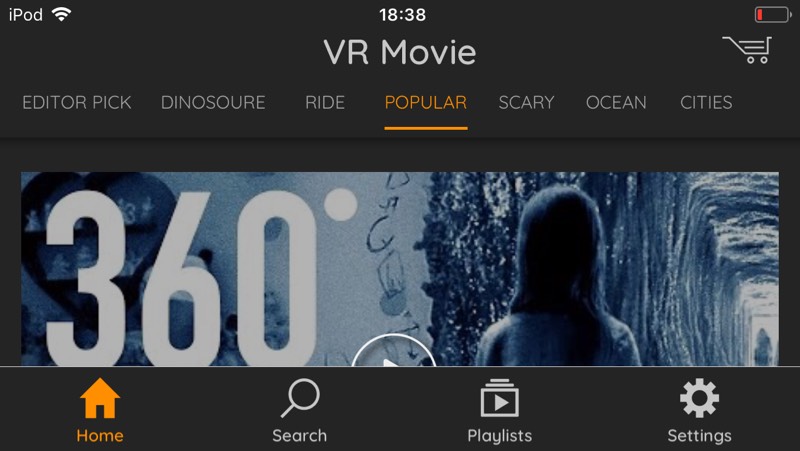 iPod 18:38
VR Movie
EDITOR PICK DINOSOURE RIDE POPULAR SCARY OCEAN CITIES
360°
Home Search Playlists Settings